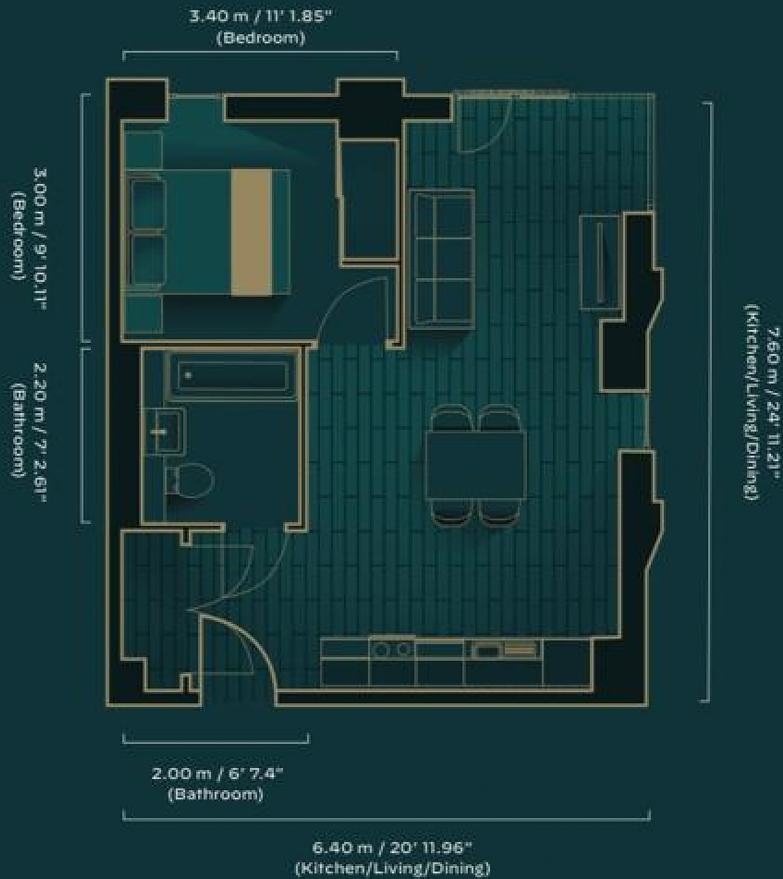 3.40 m / 11' 1.85"
(Bedroom)
3.00 m / 9' 10.11"
(Bedroom)
2.20 m / 7' 2.61"
(Bathroom)
7.60 m / 24' 11.21"
(Kitchen/Living/Dining)
2.00 m / 6' 7.4"
(Bathroom)
6.40 m / 20' 11.96"
(Kitchen/Living/Dining)